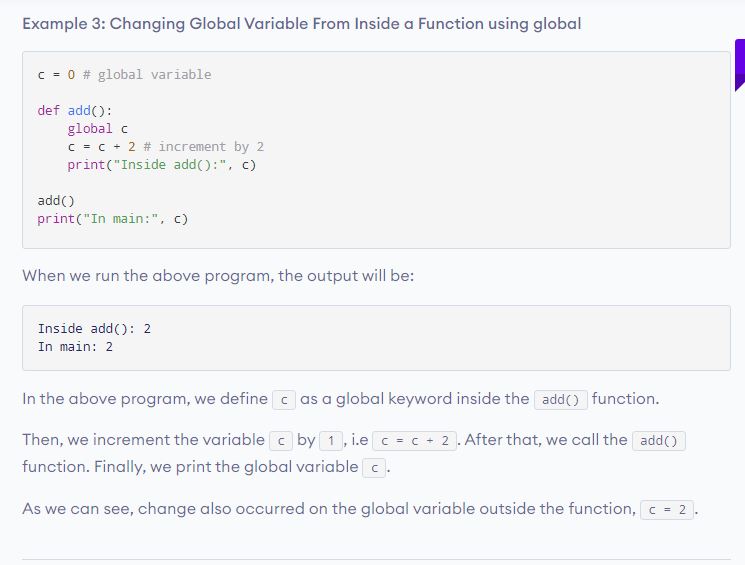 Example 3: Changing Global Variable From Inside a Function using global
c = 0 # global variable
def add():
    global c
    c = c + 2 # increment by 2
    print("Inside add():", c)
add()
print("In main:", c)
When we run the above program, the output will be:
Inside add(): 2
In main: 2
In the above program, we define c as a global keyword inside the add() function.
Then, we increment the variable c by 1 , i.e c = c + 2 . After that, we call the add()
function. Finally, we print the global variable c .
As we can see, change also occurred on the global variable outside the function, c = 2 .